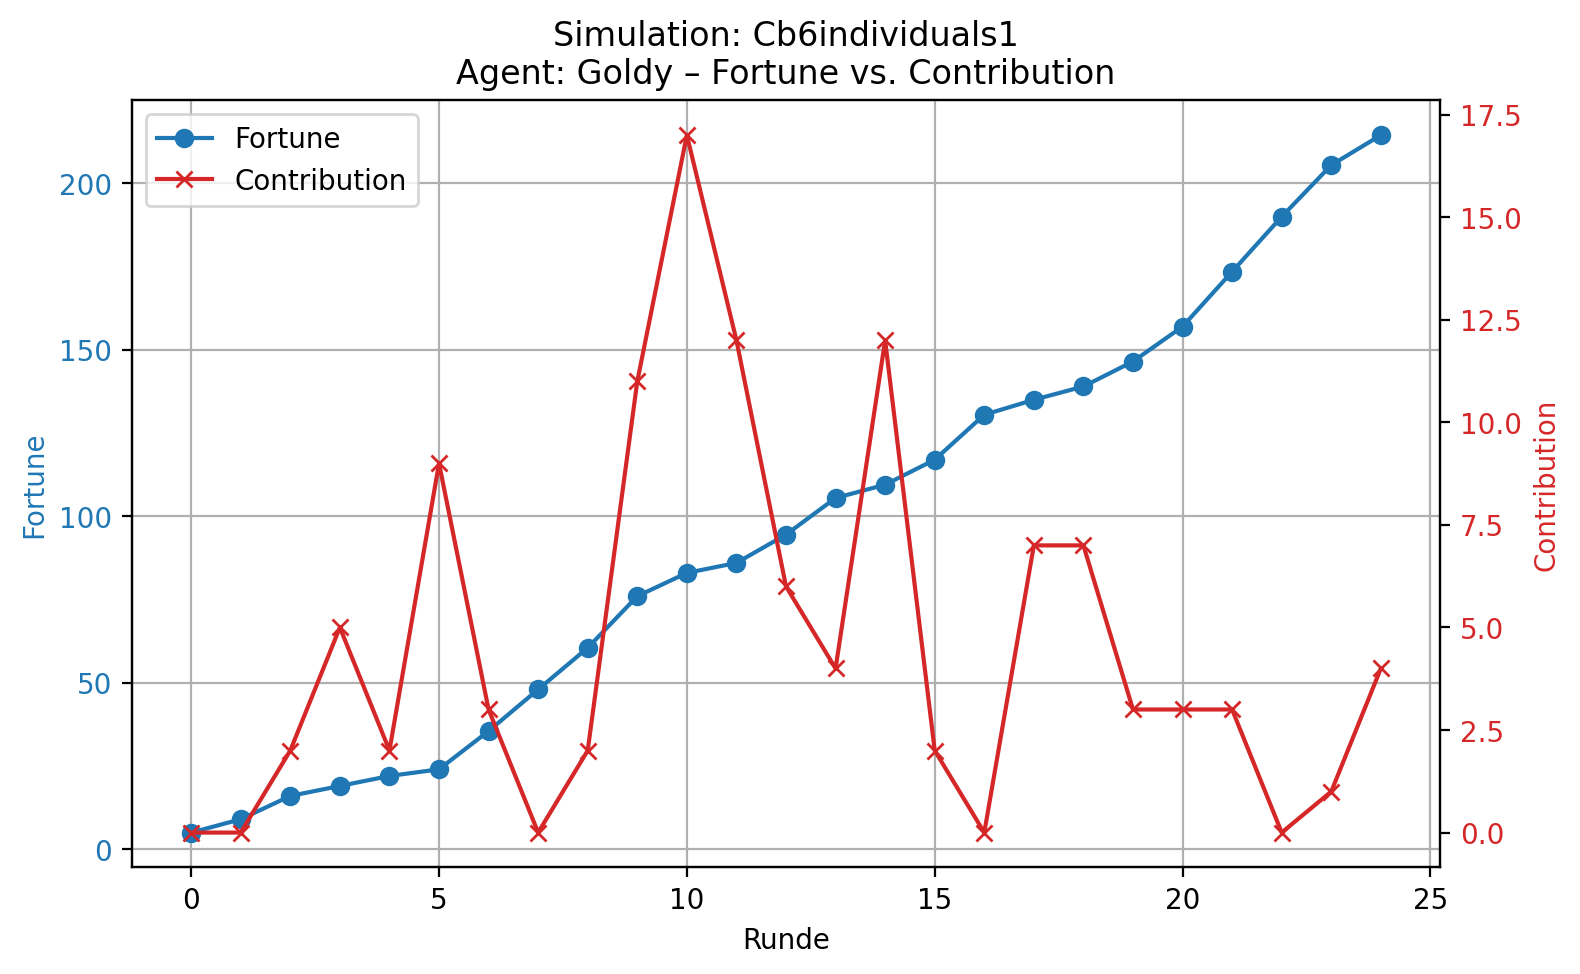 Simulation: Cb6individuals1
Agent: Goldy – Fortune vs. Contribution
Fortune
Contribution
200
150
100
50
0
Fortune
17.5
15.0
12.5
10.0
7.5
5.0
2.5
0.0
Contribution
0
5
10
15
20
25
Runde